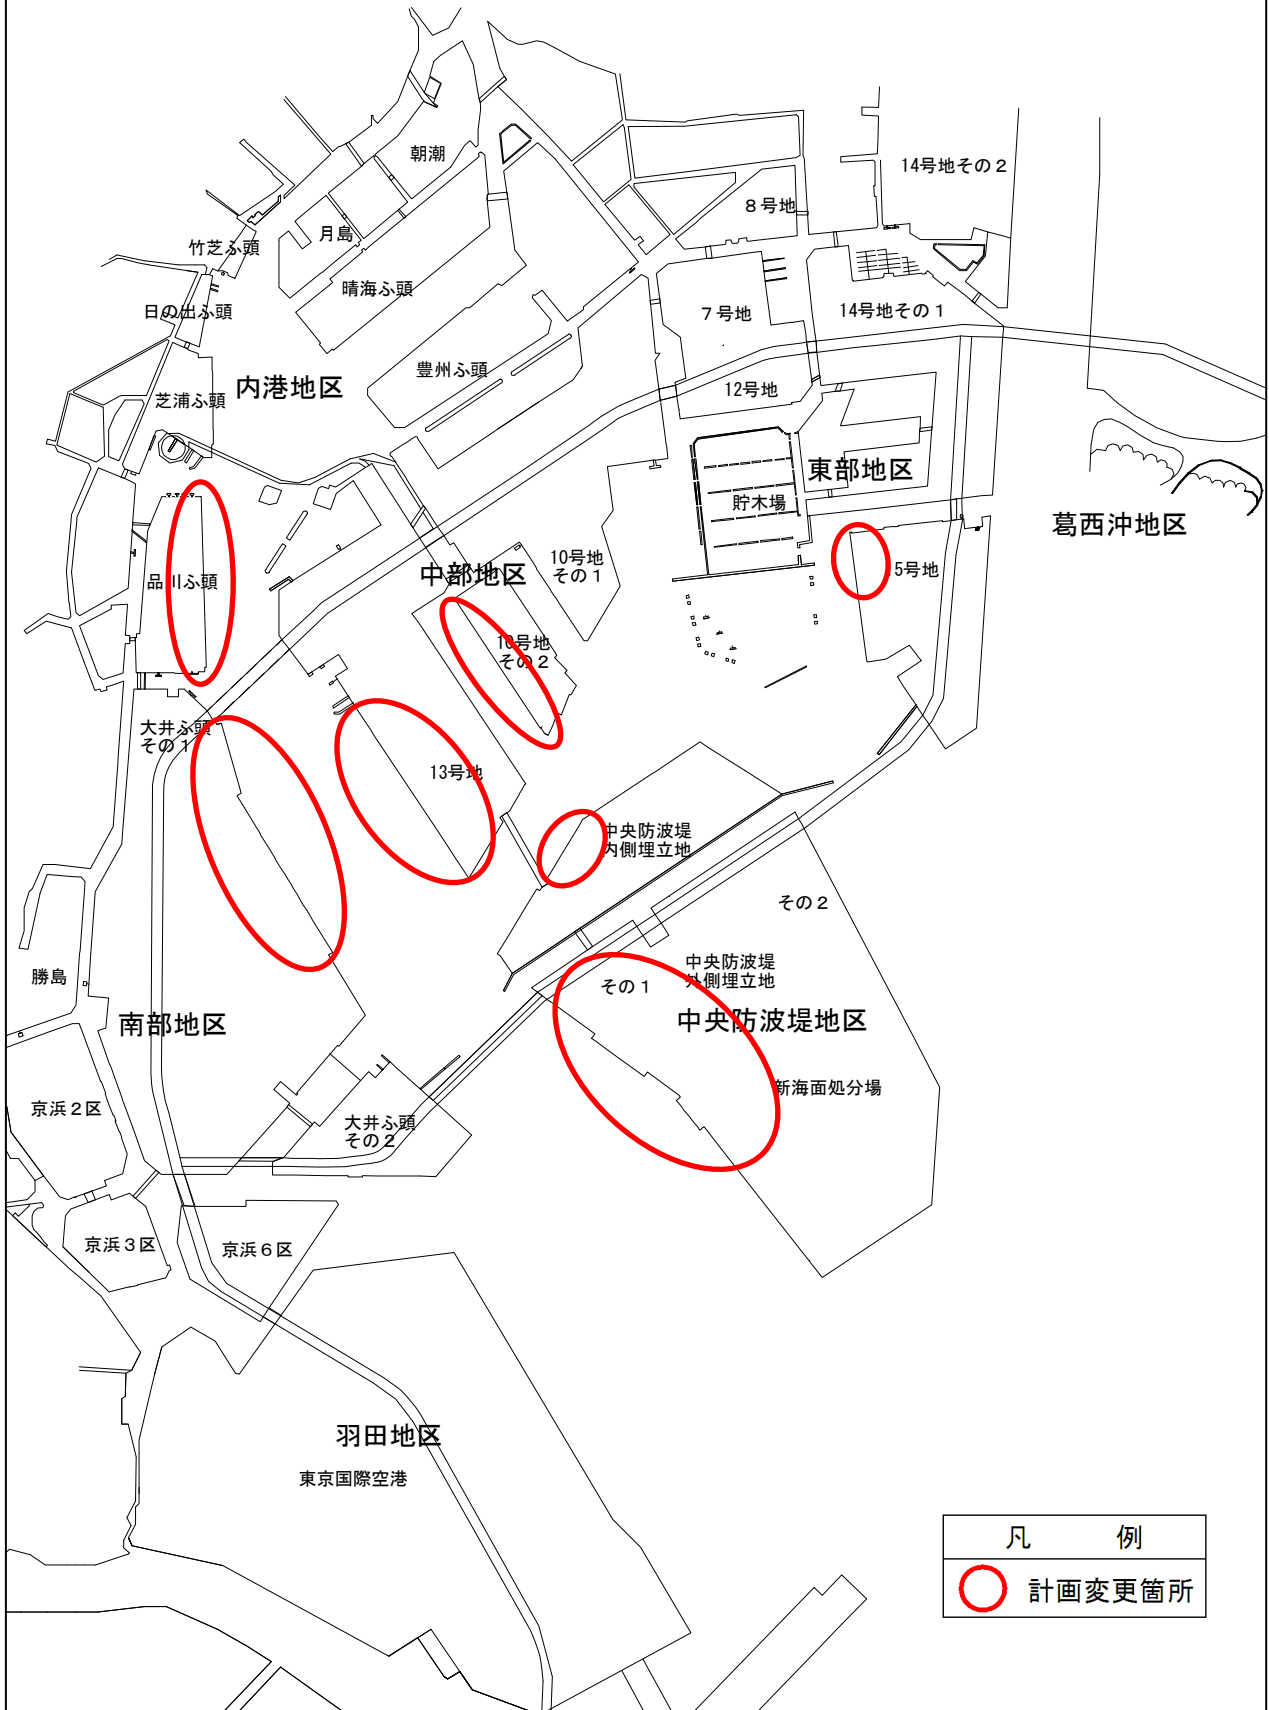 朝潮
14号地その２
８号地
月島
竹芝ふ頭
晴海ふ頭
日の出ふ頭
７号地
14号地その１
豊州ふ頭
内港地区
12号地
芝浦ふ頭
東部地区
貯木場
葛西沖地区
10号地
その１
中部地区
5号地
品川ふ頭
10号地
その２
大井ふ頭
その１
13号地
中央防波堤
内側埋立地
その２
中央防波堤
外側埋立地
勝島
その１
南部地区
中央防波堤地区
新海面処分場
京浜２区
大井ふ頭
その２
京浜３区
京浜６区
羽田地区
東京国際空港
凡　例
計画変更箇所